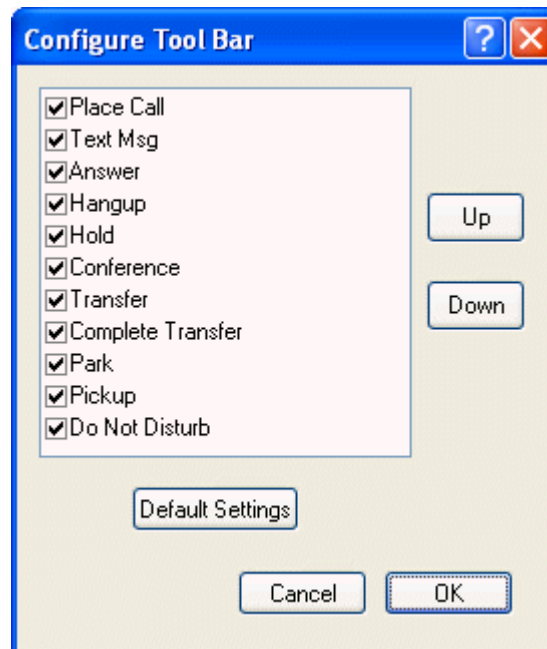 Configure Tool Bar
Place Call
Text Msg
Answer
Hangup
Hold
Conference
Transfer
Complete Transfer
Park
Pickup
Do Not Disturb
Up
Down
Default Settings
Cancel OK